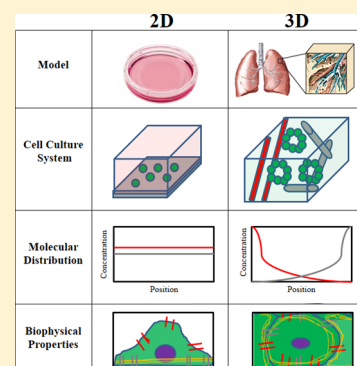 2D 3D
Model
Cell Culture
System
Molecular
Distribution
Concentration
Position
Concentration
Position
Biophysical
Properties